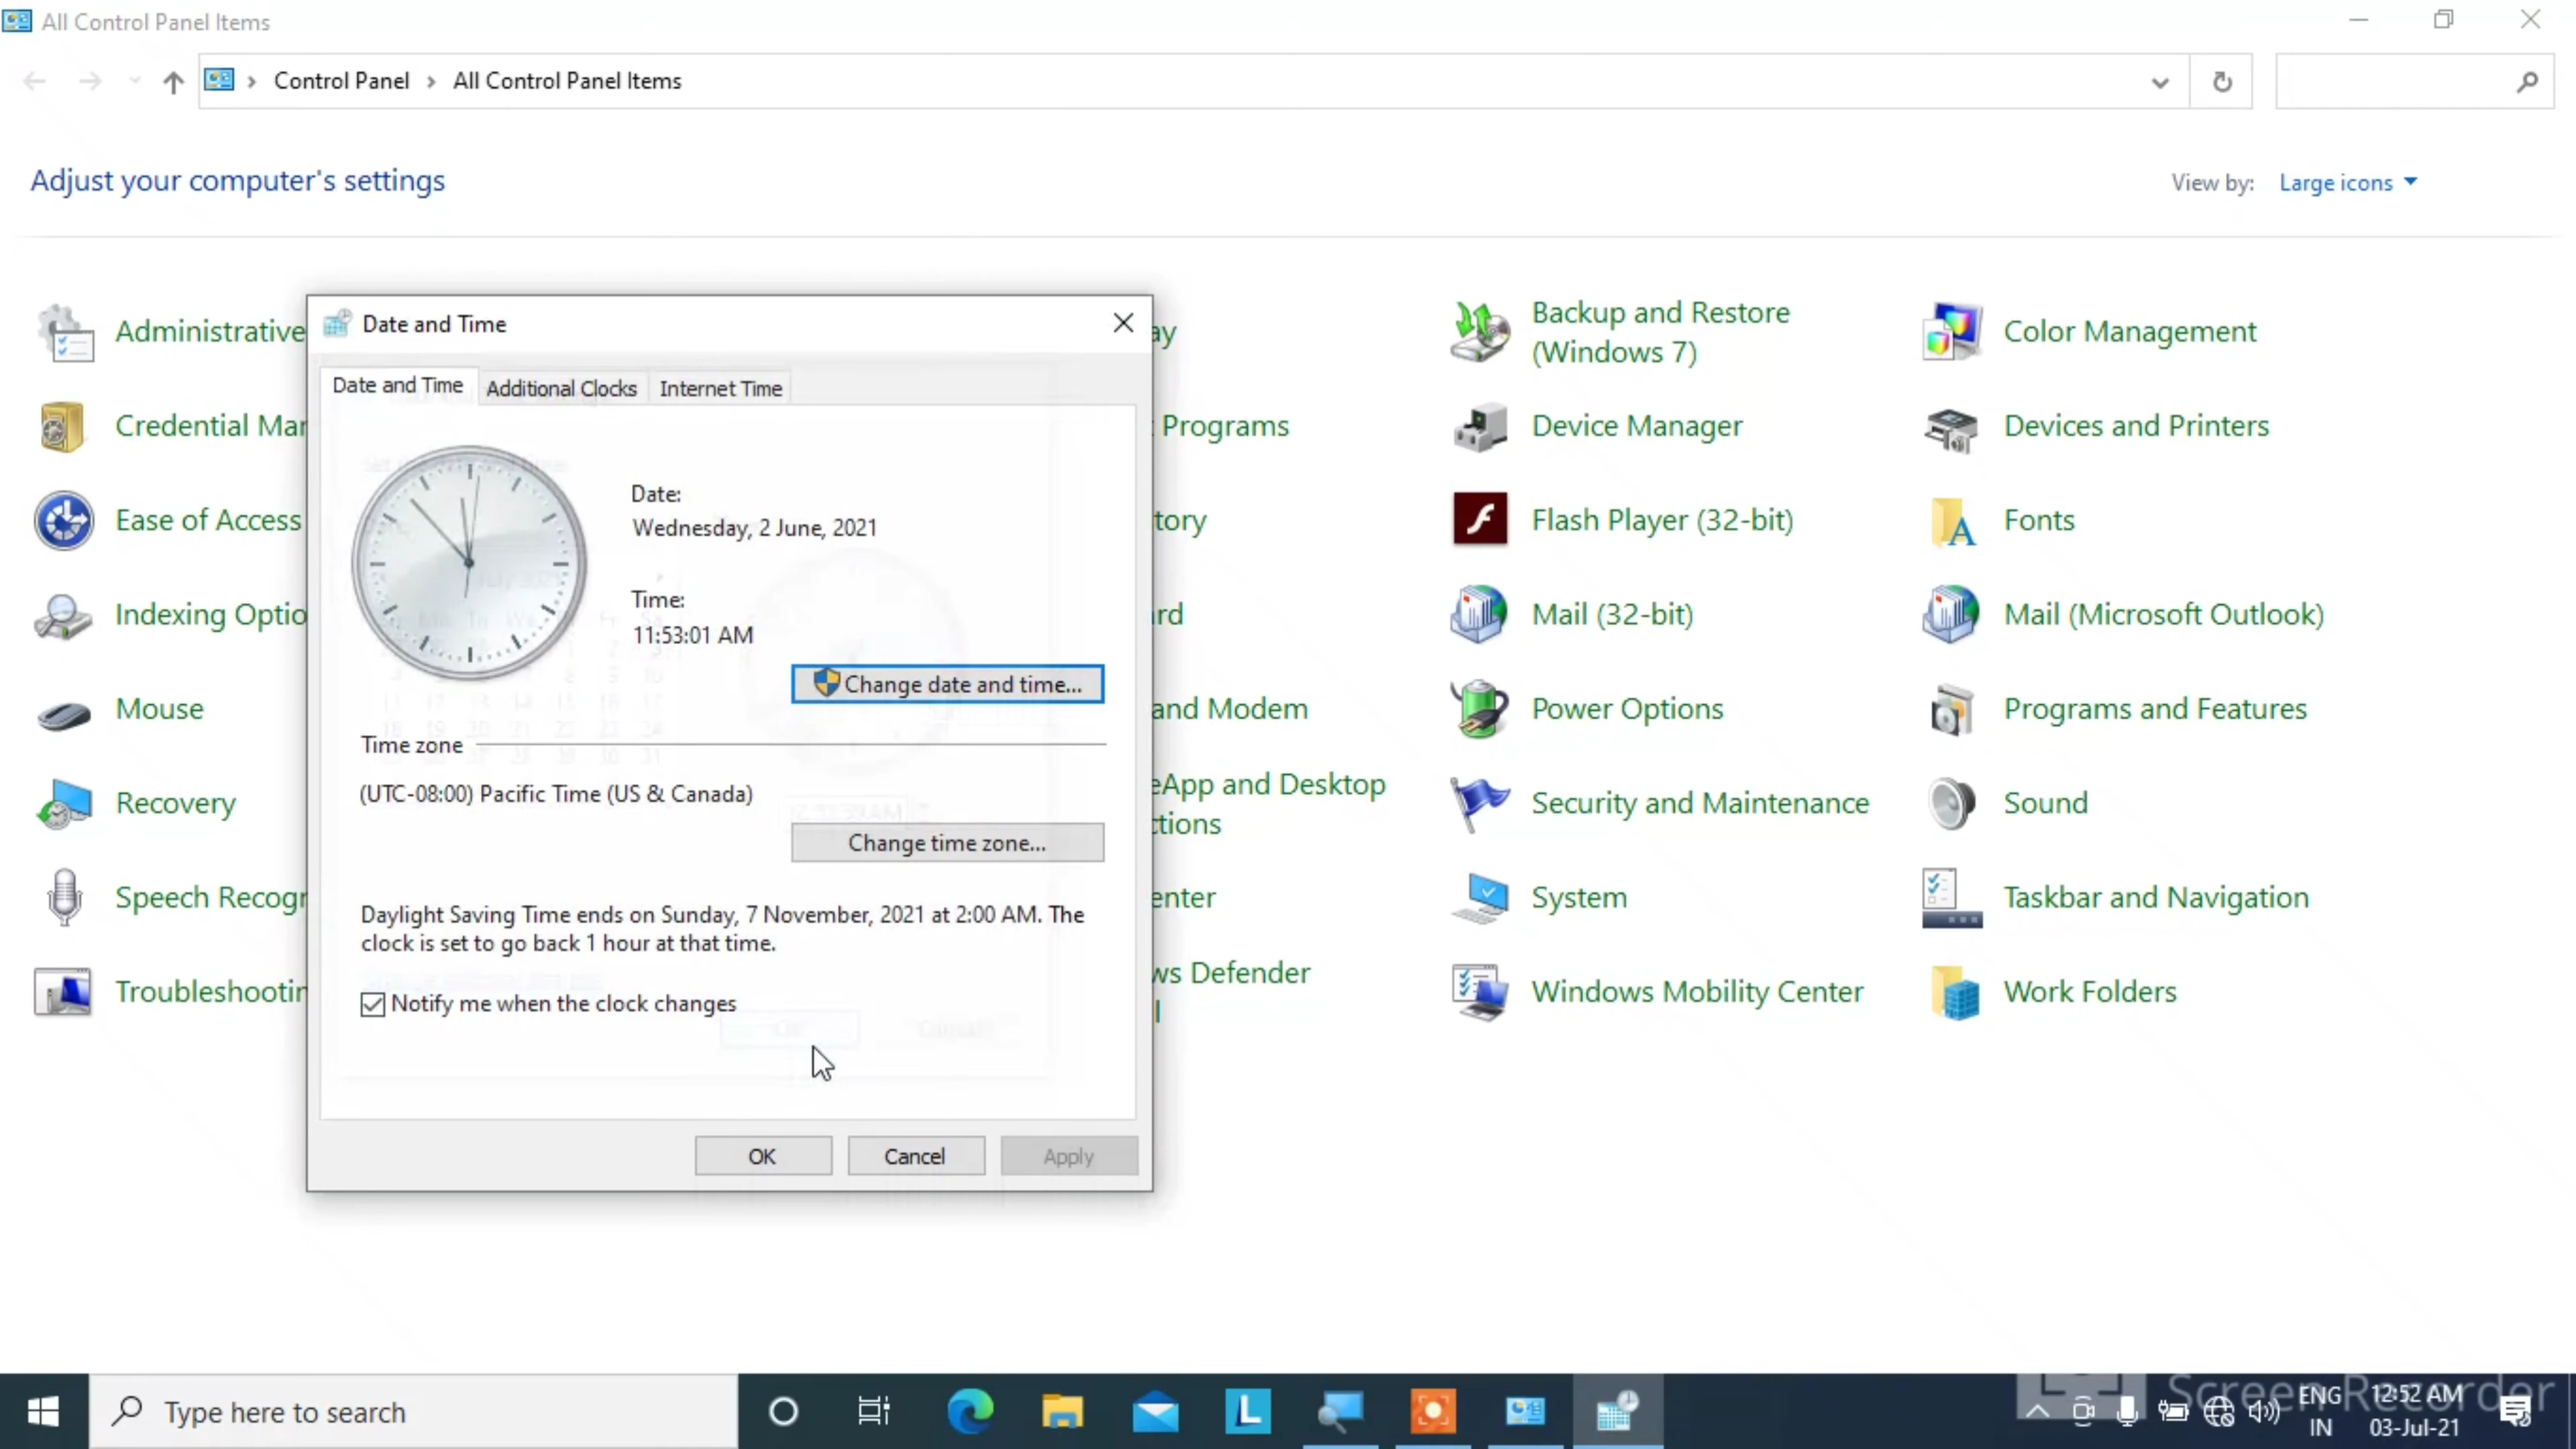 All Control Panel Items
Control Panel
All Control Panel Items
Adjust your computer's settings
View by: Large icons
Administrative
Credential Mar
Ease of Access
Indexing Optio
Mouse
Recovery
Speech Recogr
Troubleshootin
Date and Time
Date and Time
Additional Clocks
Internet Time
Date:
Wednesday, 2 June, 2021
Time:
11:53:01 AM
Change date and time...
Time zone
(UTC-08:00) Pacific Time (US & Canada)
Change time zone...
Daylight Saving Time ends on Sunday, 7 November, 2021 at 2:00 AM. The
clock is set to go back 1 hour at that time.
Notify me when the clock changes
OK
Cancel
Apply
ay
Programs
tory
rd
and Modem
eApp and Desktop
ctions
enter
ws Defender
l
Backup and Restore
(Windows 7)
Device Manager
Flash Player (32-bit)
Mail (32-bit)
Power Options
Security and Maintenance
System
Windows Mobility Center
Color Management
Devices and Printers
Fonts
Mail (Microsoft Outlook)
Programs and Features
Sound
Taskbar and Navigation
Work Folders
Type here to search
Screen Recorder
ENG
IN
12:52 AM
03-Jul-21